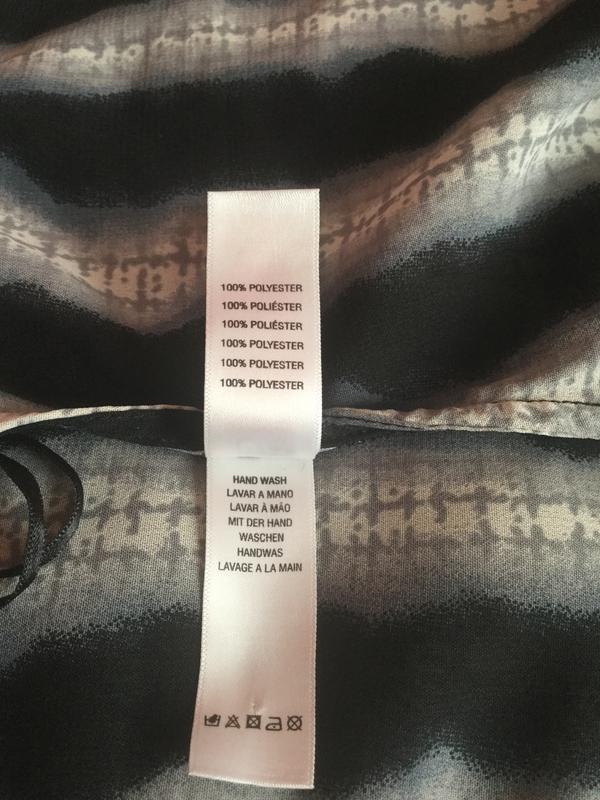 100% POLYESTER
100% POLIÉSTER
100% POLIÉSTER
100% POLYESTER
100% POLYESTER
100% POLYESTER
HAND WASH
LAVAR A MANO
LAVAR À MÃO
MIT DER HAND
WASCHEN
HANDWAS
LAVAGE A LA MAIN